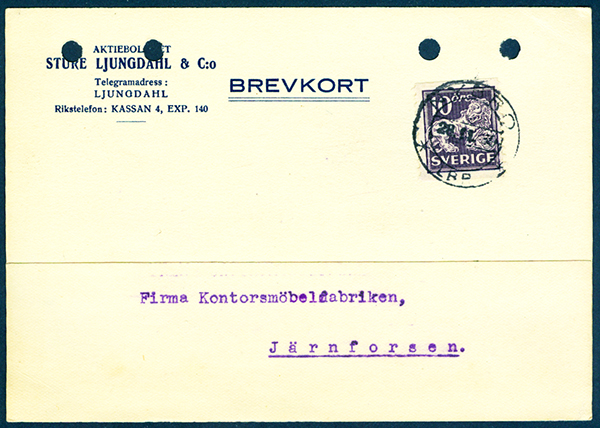 AKTIEBOLAGET
STURE LJUNGDAHL & C:o
Telegramadress:
LJUNGDAHL
Rikstelefon: KASSAN 4, EXP. 140
BREVKORT
SVERIGE
Firma Kontorsmöbelfabriken,
Järnforsen.